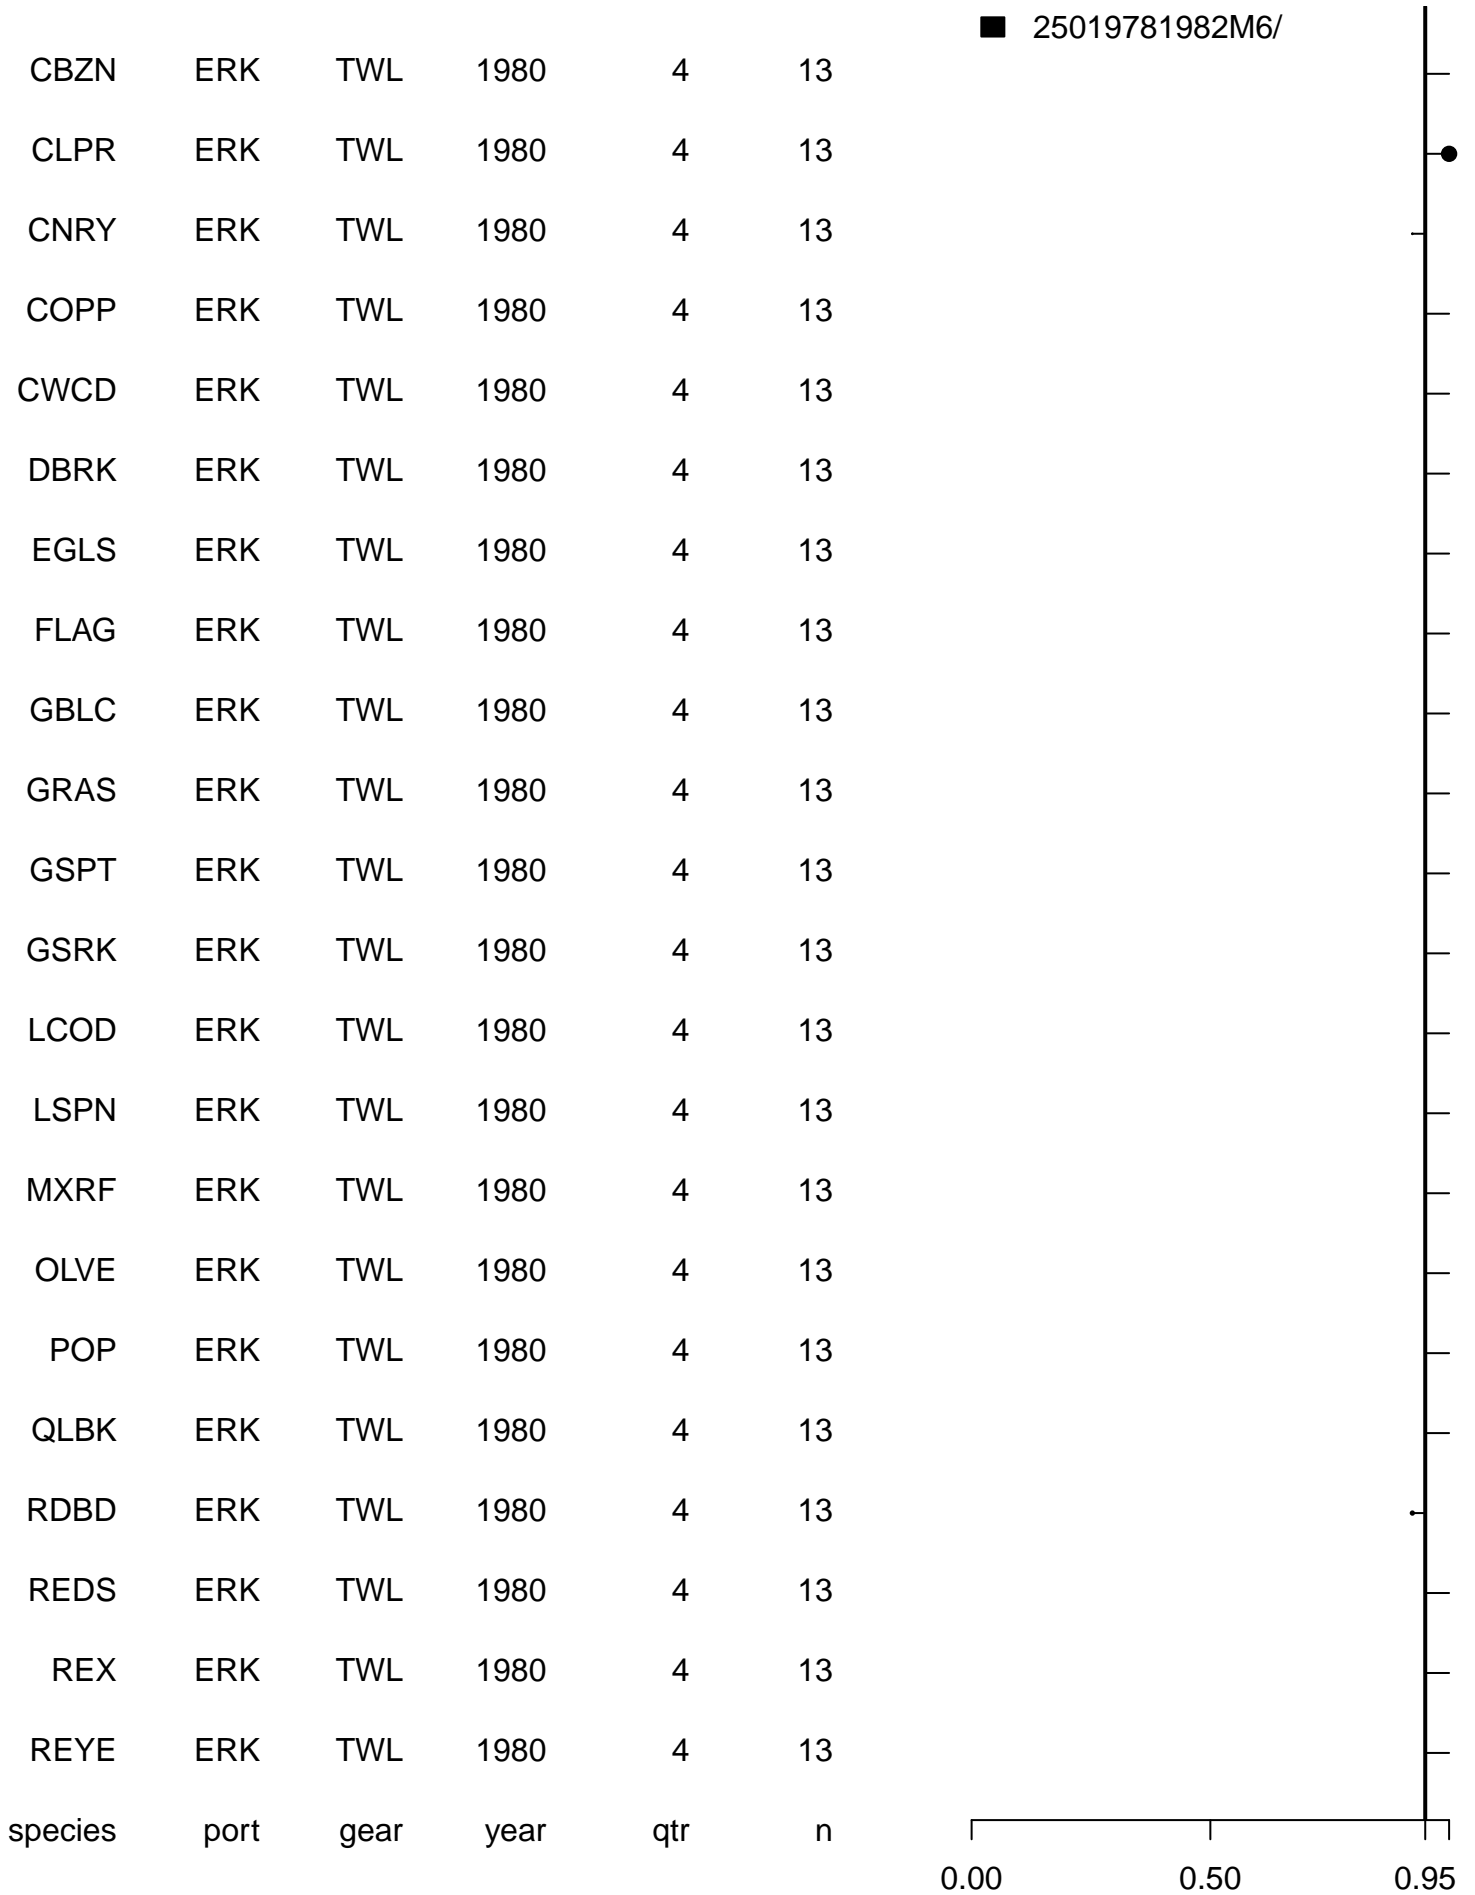 25019781982M6/
CBZN ERK TWL 1980 4 13
CLPR ERK TWL 1980 4 13
CNRY ERK TWL 1980 4 13
COPP ERK TWL 1980 4 13
CWCD ERK TWL 1980 4 13
DBRK ERK TWL 1980 4 13
EGLS ERK TWL 1980 4 13
FLAG ERK TWL 1980 4 13
GBLC ERK TWL 1980 4 13
GRAS ERK TWL 1980 4 13
GSPT ERK TWL 1980 4 13
GSRK ERK TWL 1980 4 13
LCOD ERK TWL 1980 4 13
LSPN ERK TWL 1980 4 13
MXRF ERK TWL 1980 4 13
OLVE ERK TWL 1980 4 13
POP ERK TWL 1980 4 13
QLBK ERK TWL 1980 4 13
RDBD ERK TWL 1980 4 13
REDS ERK TWL 1980 4 13
REX ERK TWL 1980 4 13
REYE ERK TWL 1980 4 13
species port gear year qtr n
0.00 0.50 0.95